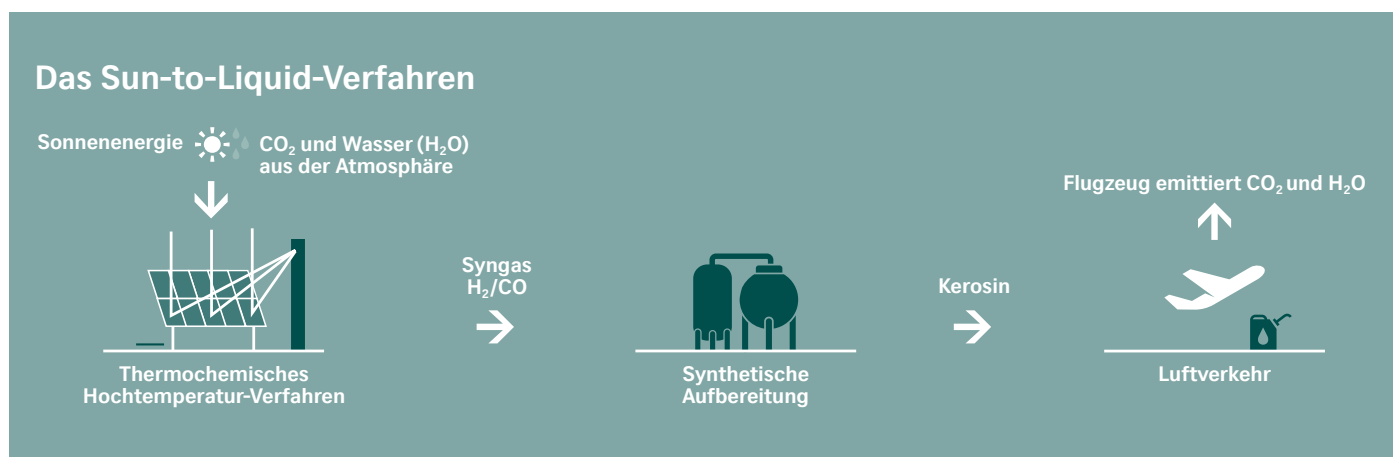 Das Sun-to-Liquid-Verfahren
Sonnenenergie
CO₂ und Wasser (H₂O)
aus der Atmosphäre
Thermochemisches
Hochtemperatur-Verfahren
Syngas
H₂/CO
Synthetische
Aufbereitung
Kerosin
Flugzeug emittiert CO₂ und H₂O
Luftverkehr